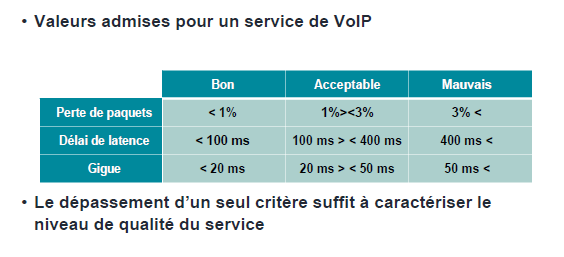 • Valeurs admises pour un service de VoIP
Bon Acceptable Mauvais
Perte de paquets < 1% 1%><3% 3% <
Délai de latence < 100 ms 100 ms > < 400 ms 400 ms <
Gigue < 20 ms 20 ms > < 50 ms 50 ms <
• Le dépassement d’un seul critère suffit à caractériser le
niveau de qualité du service